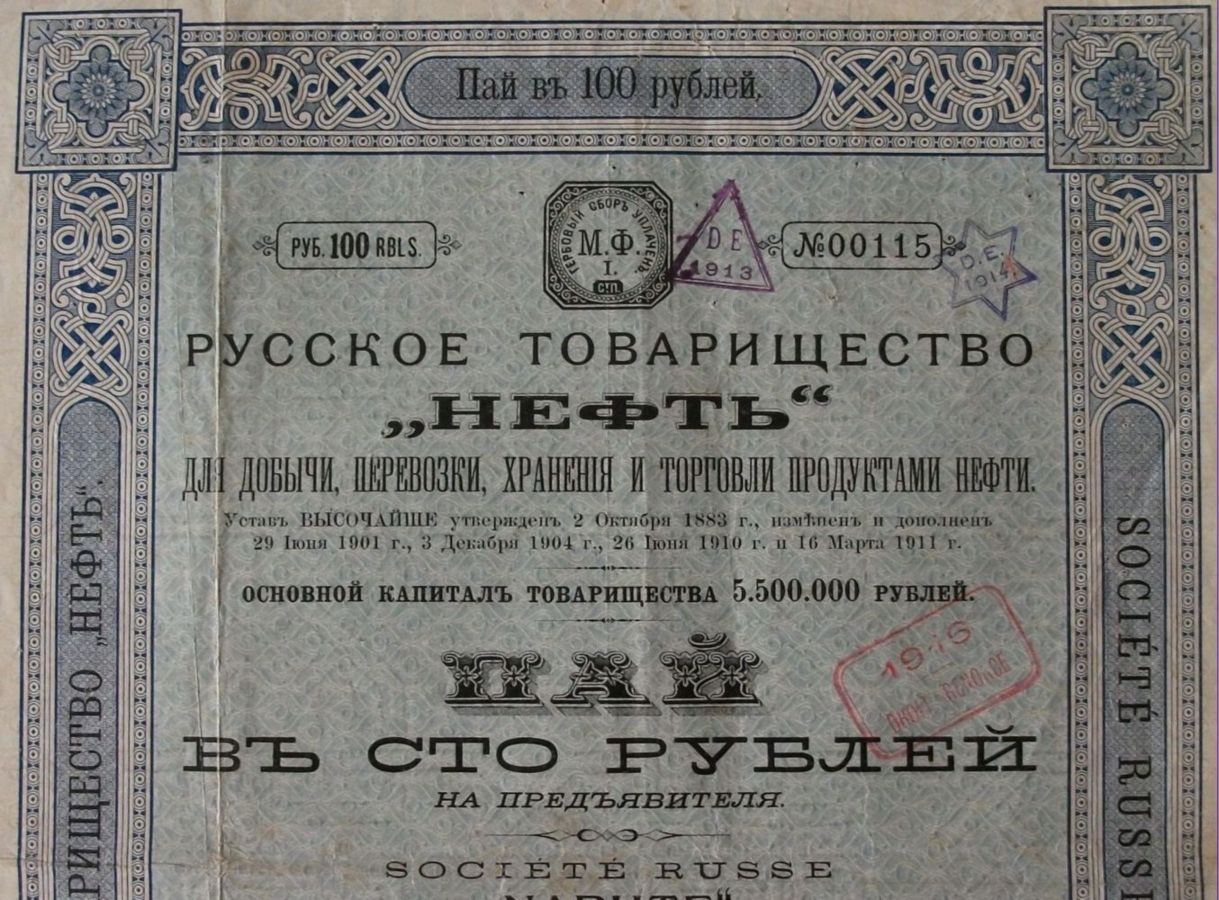 Пай въ 100 рублей.
РУБ. 100 RBLS.
ГЕРБОВЫЙ СБОРЪ УПЛАЧЕНЪ.
М.Ф.
I.
С.П.
D E
1913
№00115
D.E.
1914
РУССКОЕ ТОВАРИЩЕСТВО
„НЕФТЬ“
ДЛЯ ДОБЫЧИ, ПЕРЕВОЗКИ, ХРАНЕНІЯ И ТОРГОВЛИ ПРОДУКТАМИ НЕФТИ.
Уставъ ВЫСОЧАЙШЕ утвержденъ 2 Октября 1883 г., измѣненъ и дополненъ
29 Іюня 1901 г., 3 Декабря 1904 г., 26 Іюня 1910 г. и 16 Марта 1911 г.
ОСНОВНОЙ КАПИТАЛЪ ТОВАРИЩЕСТВА 5.500.000 РУБЛЕЙ.
1916
ПАЙ
ВЪ СТО РУБЛЕЙ
НА ПРЕДЪЯВИТЕЛЯ.
SOCIÉTÉ RUSSE
РИЩЕСТВО „НЕФТЬ“.
SOCIÉTÉ RUSSE